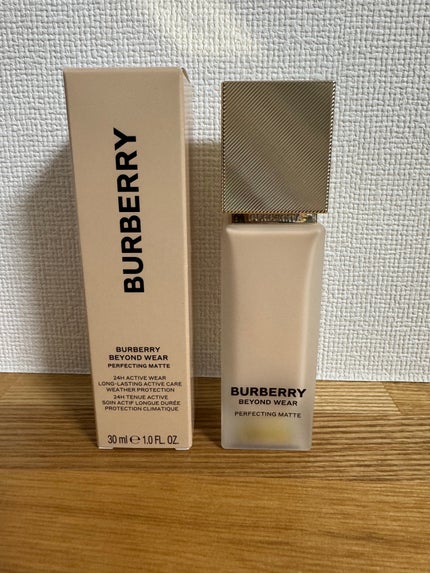 BURBERRY
BURBERRY
BEYOND WEAR
PERFECTING MATTE
24H ACTIVE WEAR
LONG-LASTING ACTIVE CARE
WEATHER PROTECTION
24H TENUE ACTIVE
SOIN ACTIF LONGUE DURÉE
PROTECTION CLIMATIQUE
30 ml ℮ 1.0 FL. OZ.
BURBERRY
BEYOND WEAR
PERFECTING MATTE